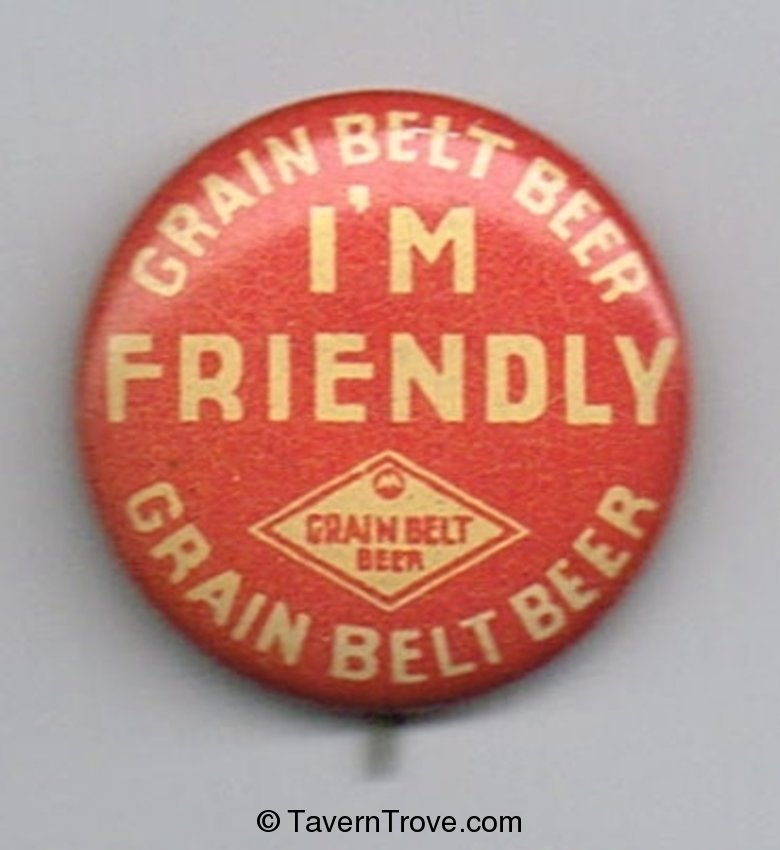 GRAIN BELT BEER
I'M
FRIENDLY
GRAIN BELT
BEER
GRAIN BELT BEER
© TavernTrove.com